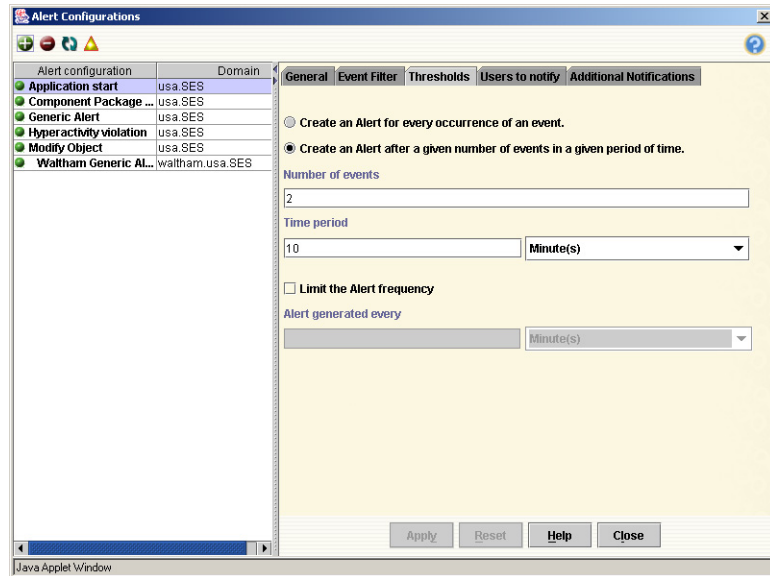 Alert Configurations
Alert configuration Domain
Application start usa.SES
Component Package ... usa.SES
Generic Alert usa.SES
Hyperactivity violation usa.SES
Modify Object usa.SES
Waltham Generic Al... waltham.usa.SES
General Event Filter Thresholds Users to notify Additional Notifications
Create an Alert for every occurrence of an event.
Create an Alert after a given number of events in a given period of time.
Number of events
2
Time period
10 Minute(s)
Limit the Alert frequency
Alert generated every
Minute(s)
Apply Reset Help Close
Java Applet Window